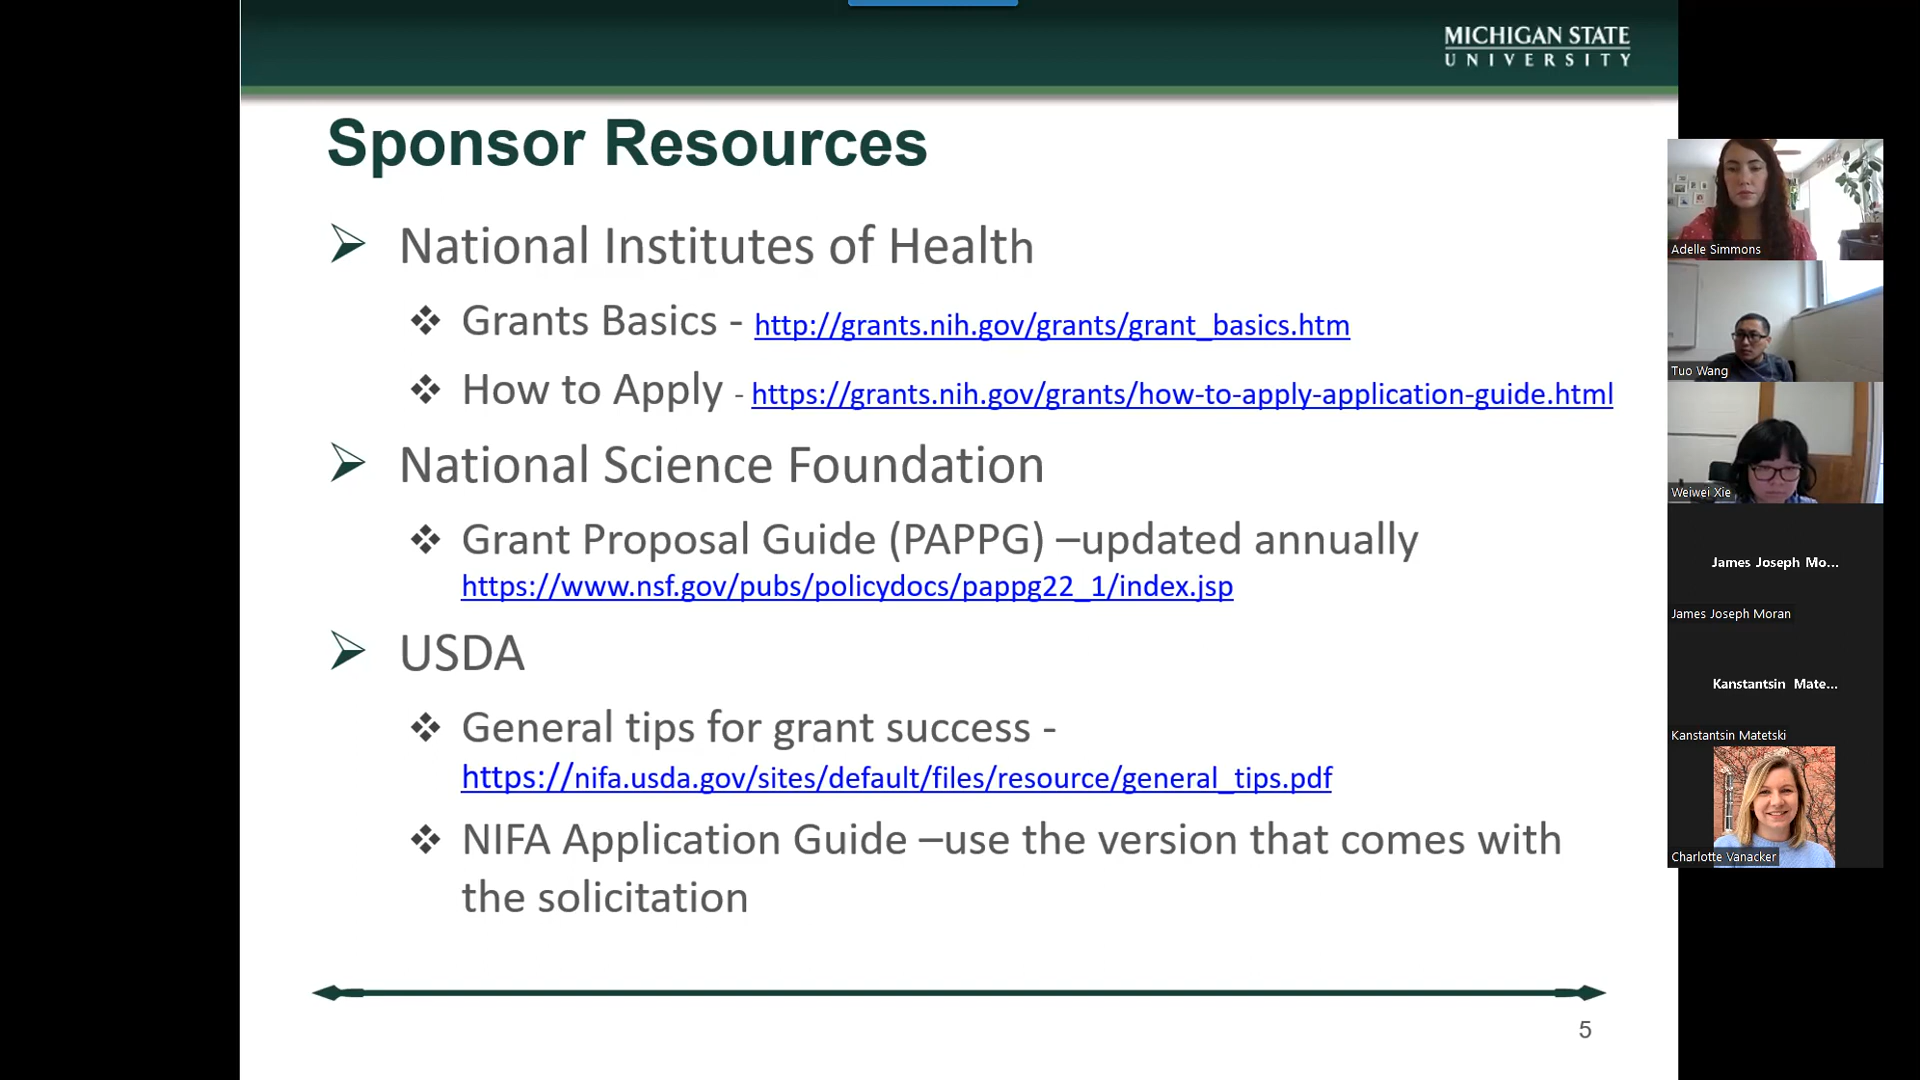 MICHIGAN STATE
UNIVERSITY
Sponsor Resources
National Institutes of Health
Grants Basics - http://grants.nih.gov/grants/grant_basics.htm
How to Apply - https://grants.nih.gov/grants/how-to-apply-application-guide.html
National Science Foundation
Grant Proposal Guide (PAPPG) –updated annually
https://www.nsf.gov/pubs/policydocs/pappg22_1/index.jsp
USDA
General tips for grant success -
https://nifa.usda.gov/sites/default/files/resource/general_tips.pdf
NIFA Application Guide –use the version that comes with
the solicitation
5
Adelle Simmons
Tuo Wang
Weiwei Xie
James Joseph Mo...
James Joseph Moran
Kanstantsin Mate...
Kanstantsin Matetski
Charlotte Vanacker